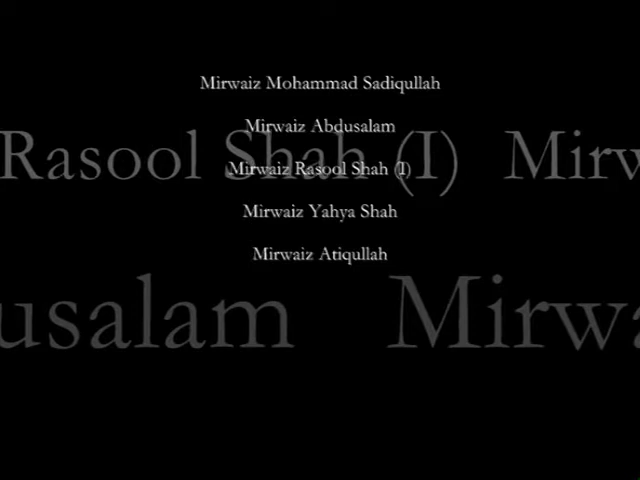 Mirwaiz Mohammad Sadiqullah
Mirwaiz Abdusalam
Rasool Shah (I) Mirw
Mirwaiz Rasool Shah (I)
Mirwaiz Yahya Shah
Mirwaiz Atiqullah
usalam Mirwa